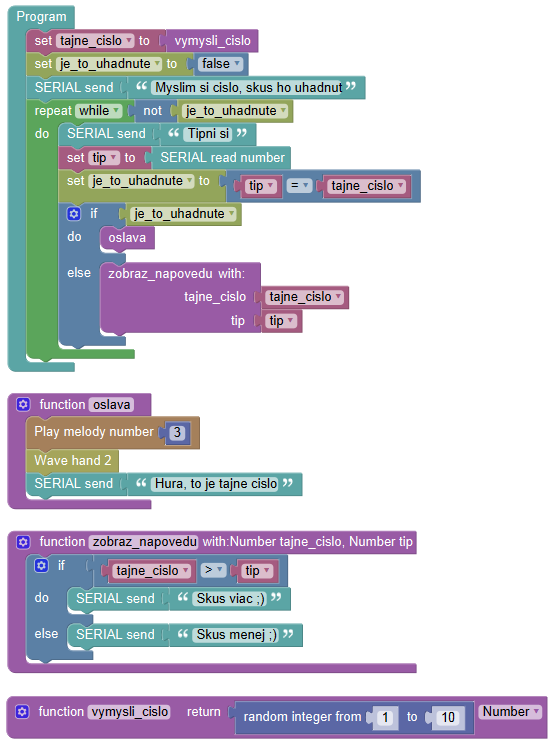 Program
set tajne_cislo to vymysli_cislo
set je_to_uhadnute to false
SERIAL send “ Myslim si cislo, skus ho uhadnut
repeat while not je_to_uhadnute
do SERIAL send “ Tipni si ”
set tip to SERIAL read number
set je_to_uhadnute to tip = tajne_cislo
if je_to_uhadnute
do oslava
else zobraz_napovedu with:
tajne_cislo tajne_cislo
tip tip
function oslava
Play melody number 3
Wave hand 2
SERIAL send “ Hura, to je tajne cislo ”
function zobraz_napovedu with:Number tajne_cislo, Number tip
if tajne_cislo > tip
do SERIAL send “ Skus viac ;) ”
else SERIAL send “ Skus menej ;) ”
function vymysli_cislo return random integer from 1 to 10 Number